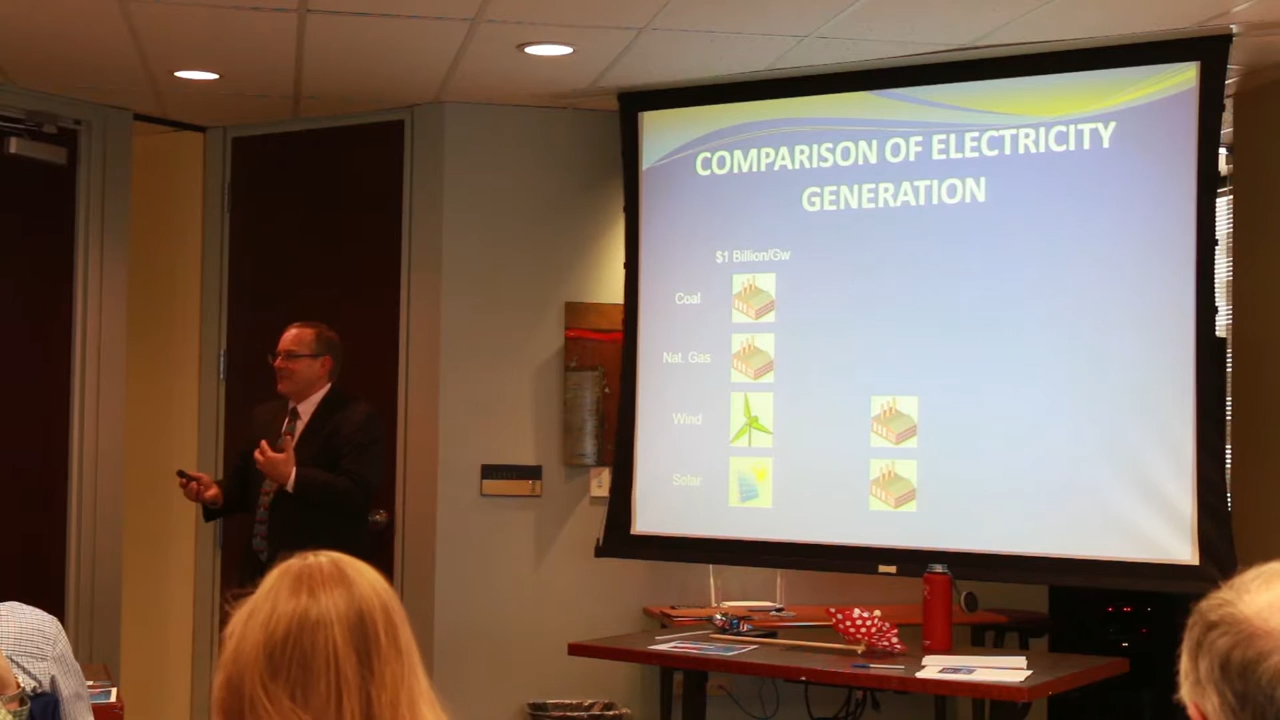 COMPARISON OF ELECTRICITY
GENERATION
$1 Billion/Gw
Coal
Nat. Gas
Wind
Solar